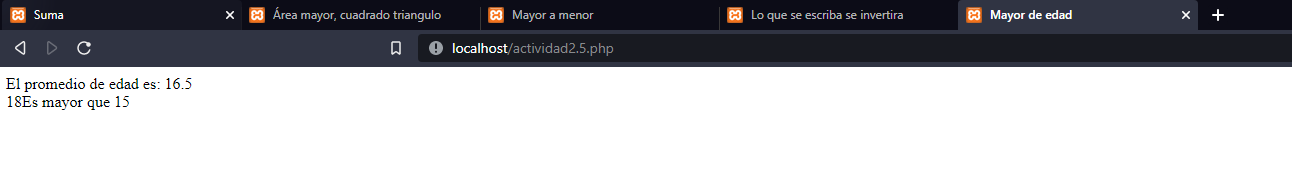 Suma
Área mayor, cuadrado triangulo
Mayor a menor
Lo que se escriba se invertira
Mayor de edad
localhost/actividad2.5.php
El promedio de edad es: 16.5
18Es mayor que 15